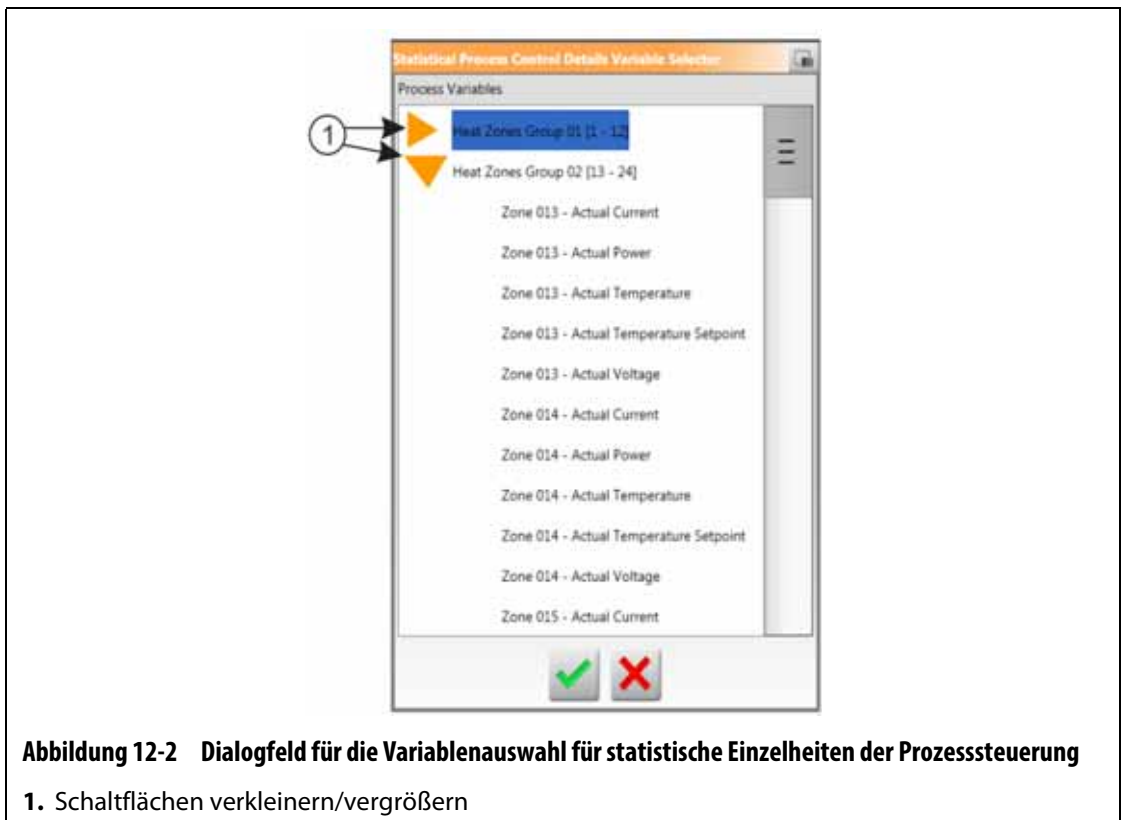 Statistical Process Control Details Variable Selector
Process Variables
1
Heat Zones Group 01 [1 - 12]
Heat Zones Group 02 [13 - 24]
Zone 013 - Actual Current
Zone 013 - Actual Power
Zone 013 - Actual Temperature
Zone 013 - Actual Temperature Setpoint
Zone 013 - Actual Voltage
Zone 014 - Actual Current
Zone 014 - Actual Power
Zone 014 - Actual Temperature
Zone 014 - Actual Temperature Setpoint
Zone 014 - Actual Voltage
Zone 015 - Actual Current
Abbildung 12-2 Dialogfeld für die Variablenauswahl für statistische Einzelheiten der Prozesssteuerung
1. Schaltflächen verkleinern/vergrößern